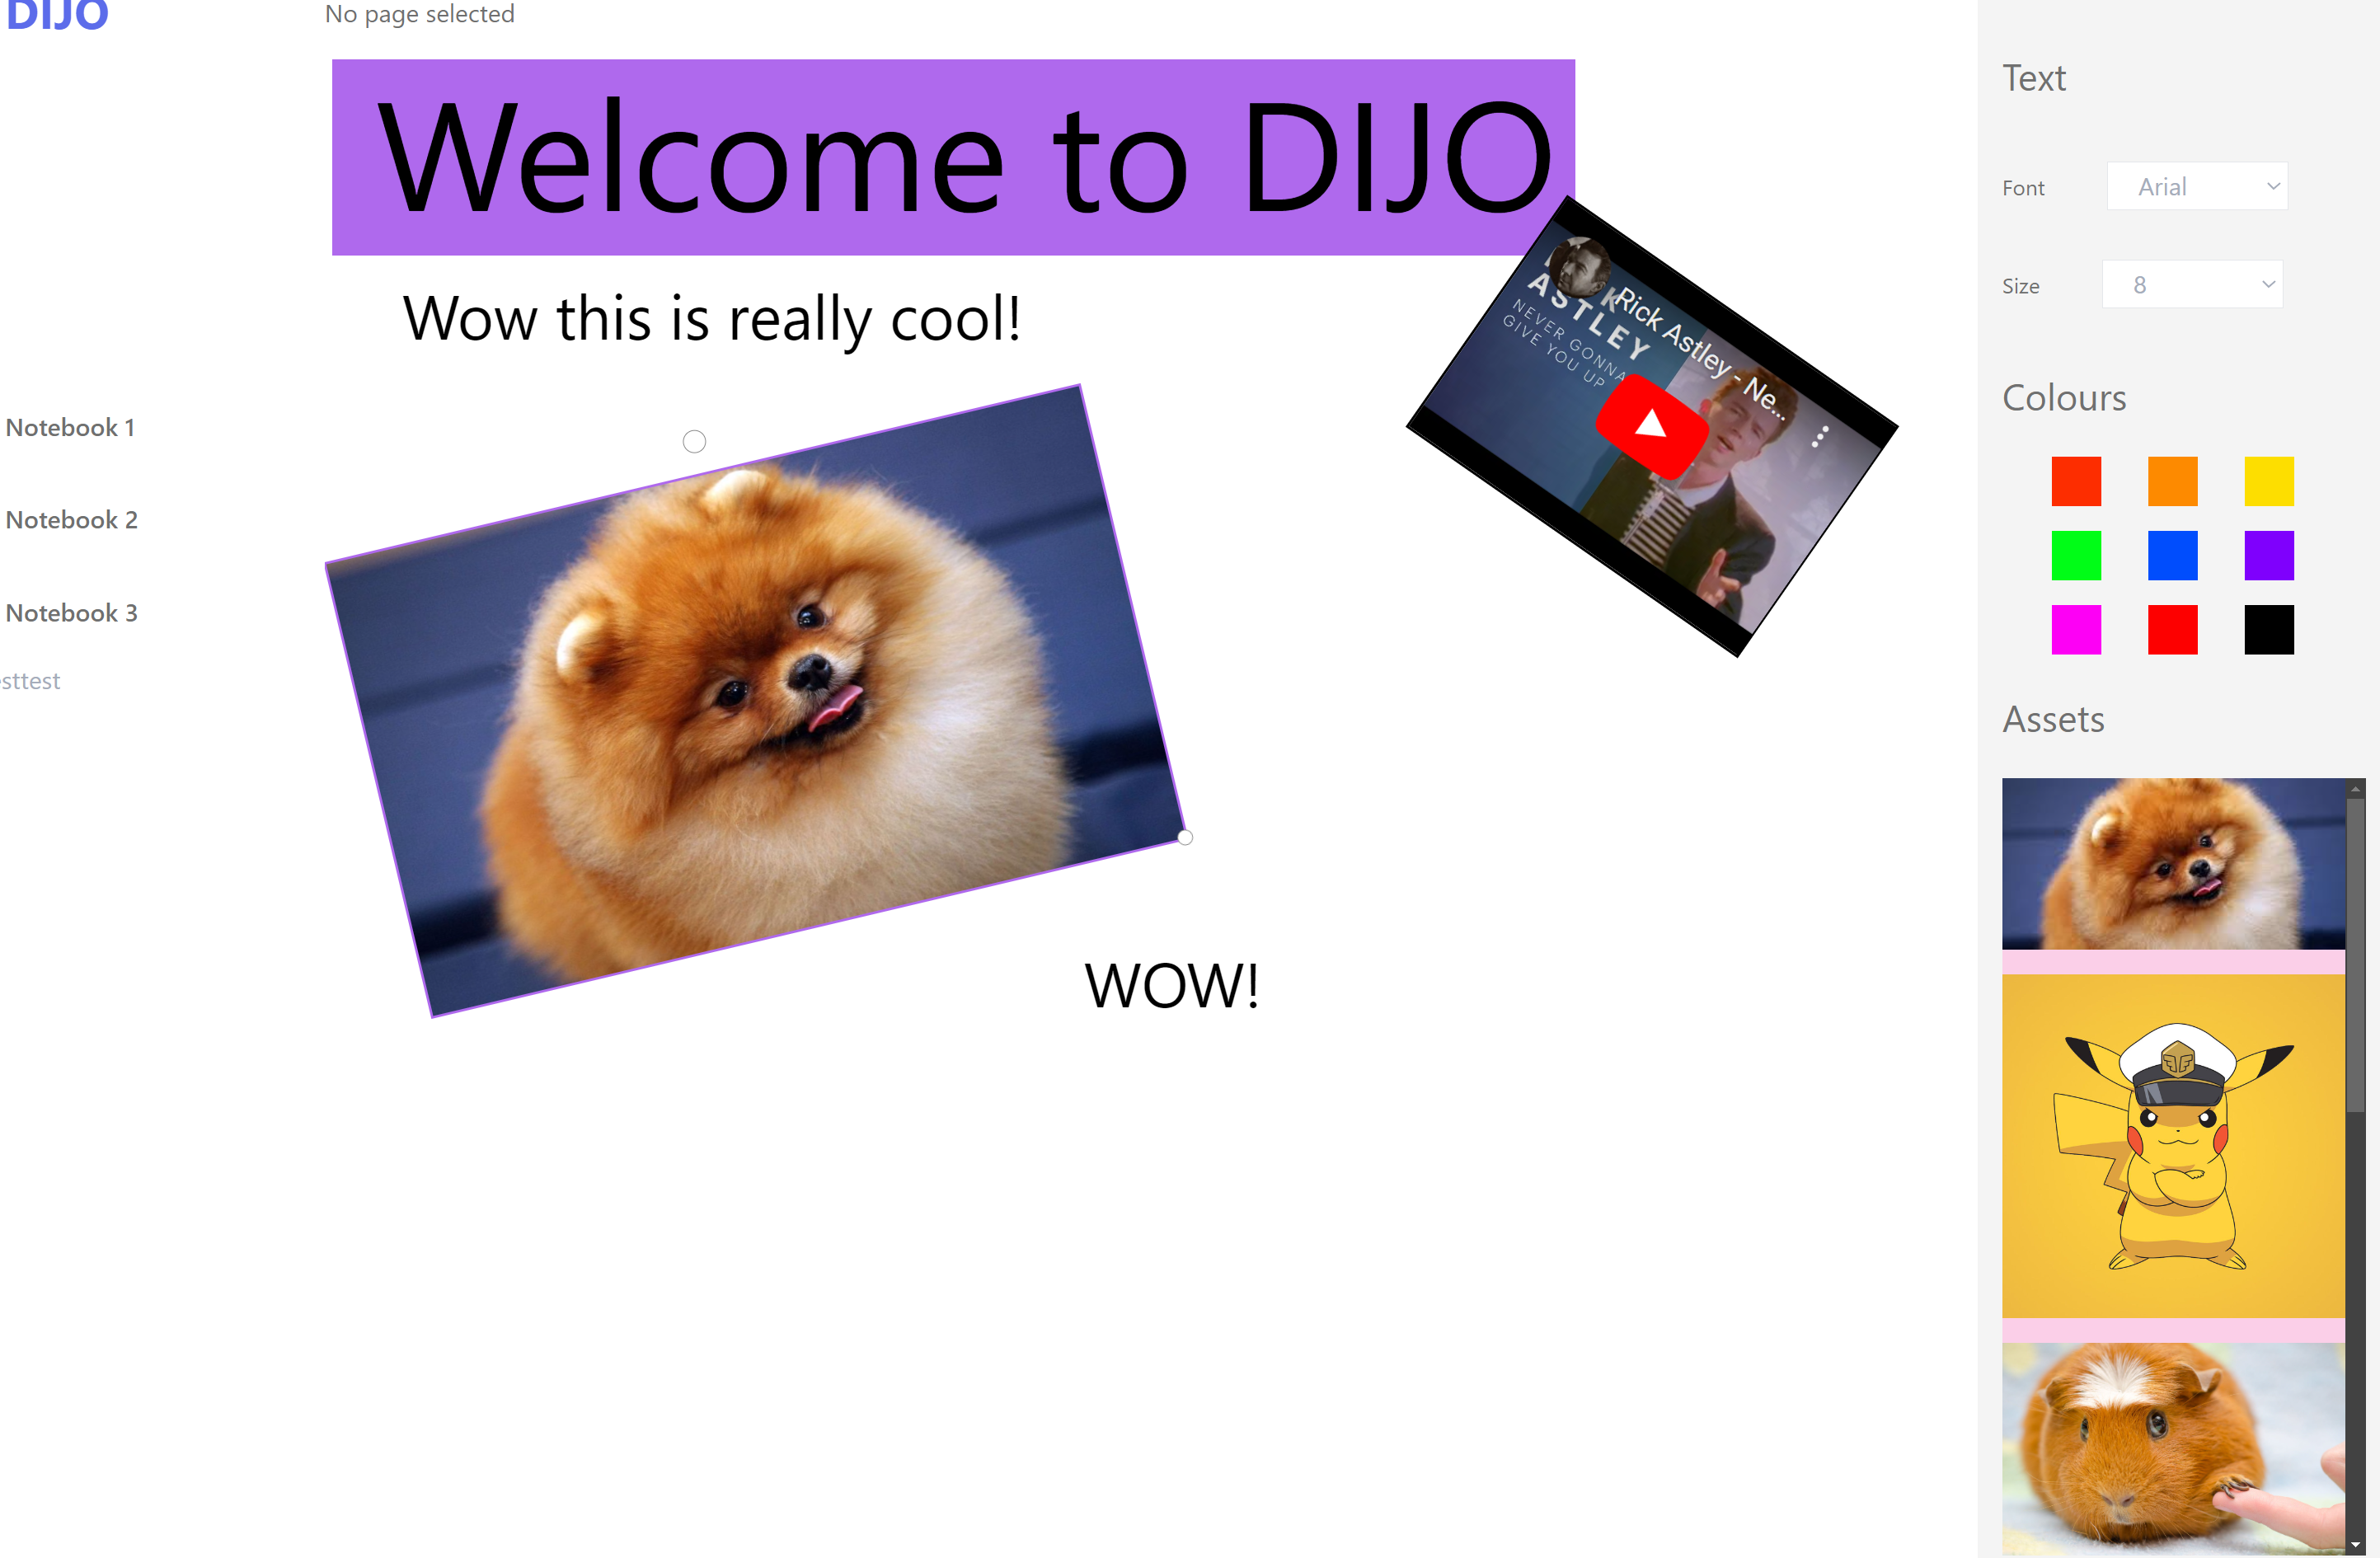 DIJO
No page selected
Welcome to DIJO
Wow this is really cool!
ASTLEY
NEVER GONNA
GIVE YOU UP
Rick Astley - Ne...
WOW!
Notebook 1
Notebook 2
Notebook 3
sttest
Text
Font
Arial
Size
8
Colours
Assets